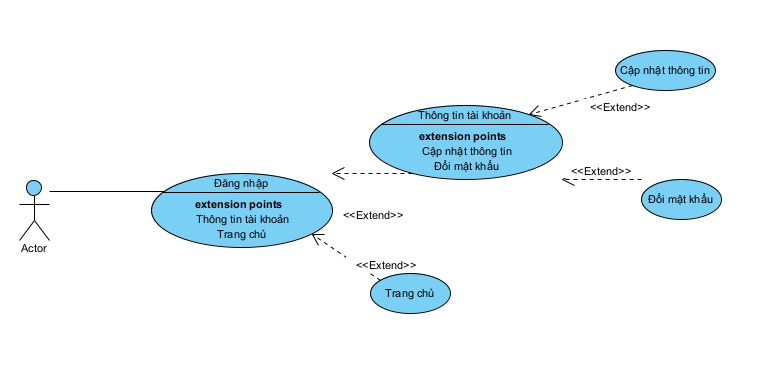 Cập nhật thông tin
<<Extend>>
Thông tin tài khoản
extension points
Cập nhật thông tin
Đổi mật khẩu
<<Extend>>
Đổi mật khẩu
Đăng nhập
extension points
Thông tin tài khoản
Trang chủ
<<Extend>>
Actor
<<Extend>>
Trang chủ